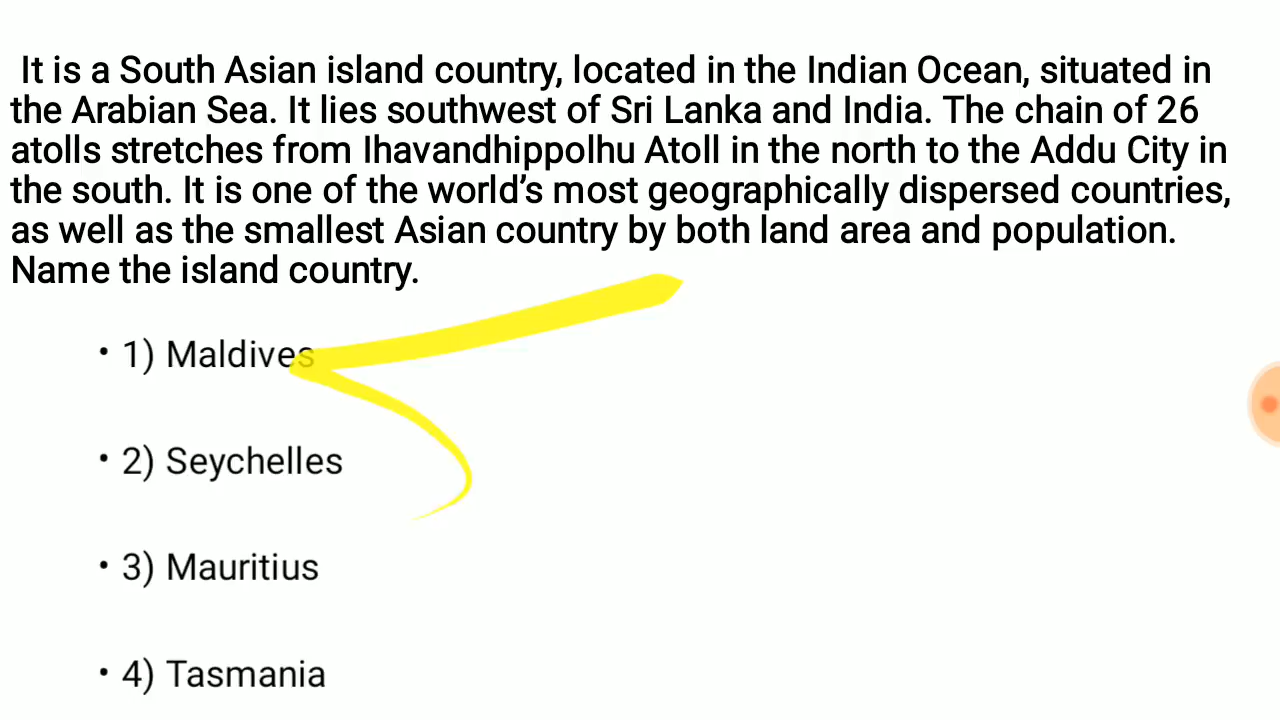 It is a South Asian island country, located in the Indian Ocean, situated in
the Arabian Sea. It lies southwest of Sri Lanka and India. The chain of 26
atolls stretches from Ihavandhippolhu Atoll in the north to the Addu City in
the south. It is one of the world’s most geographically dispersed countries,
as well as the smallest Asian country by both land area and population.
Name the island country.
• 1) Maldives
• 2) Seychelles
• 3) Mauritius
• 4) Tasmania